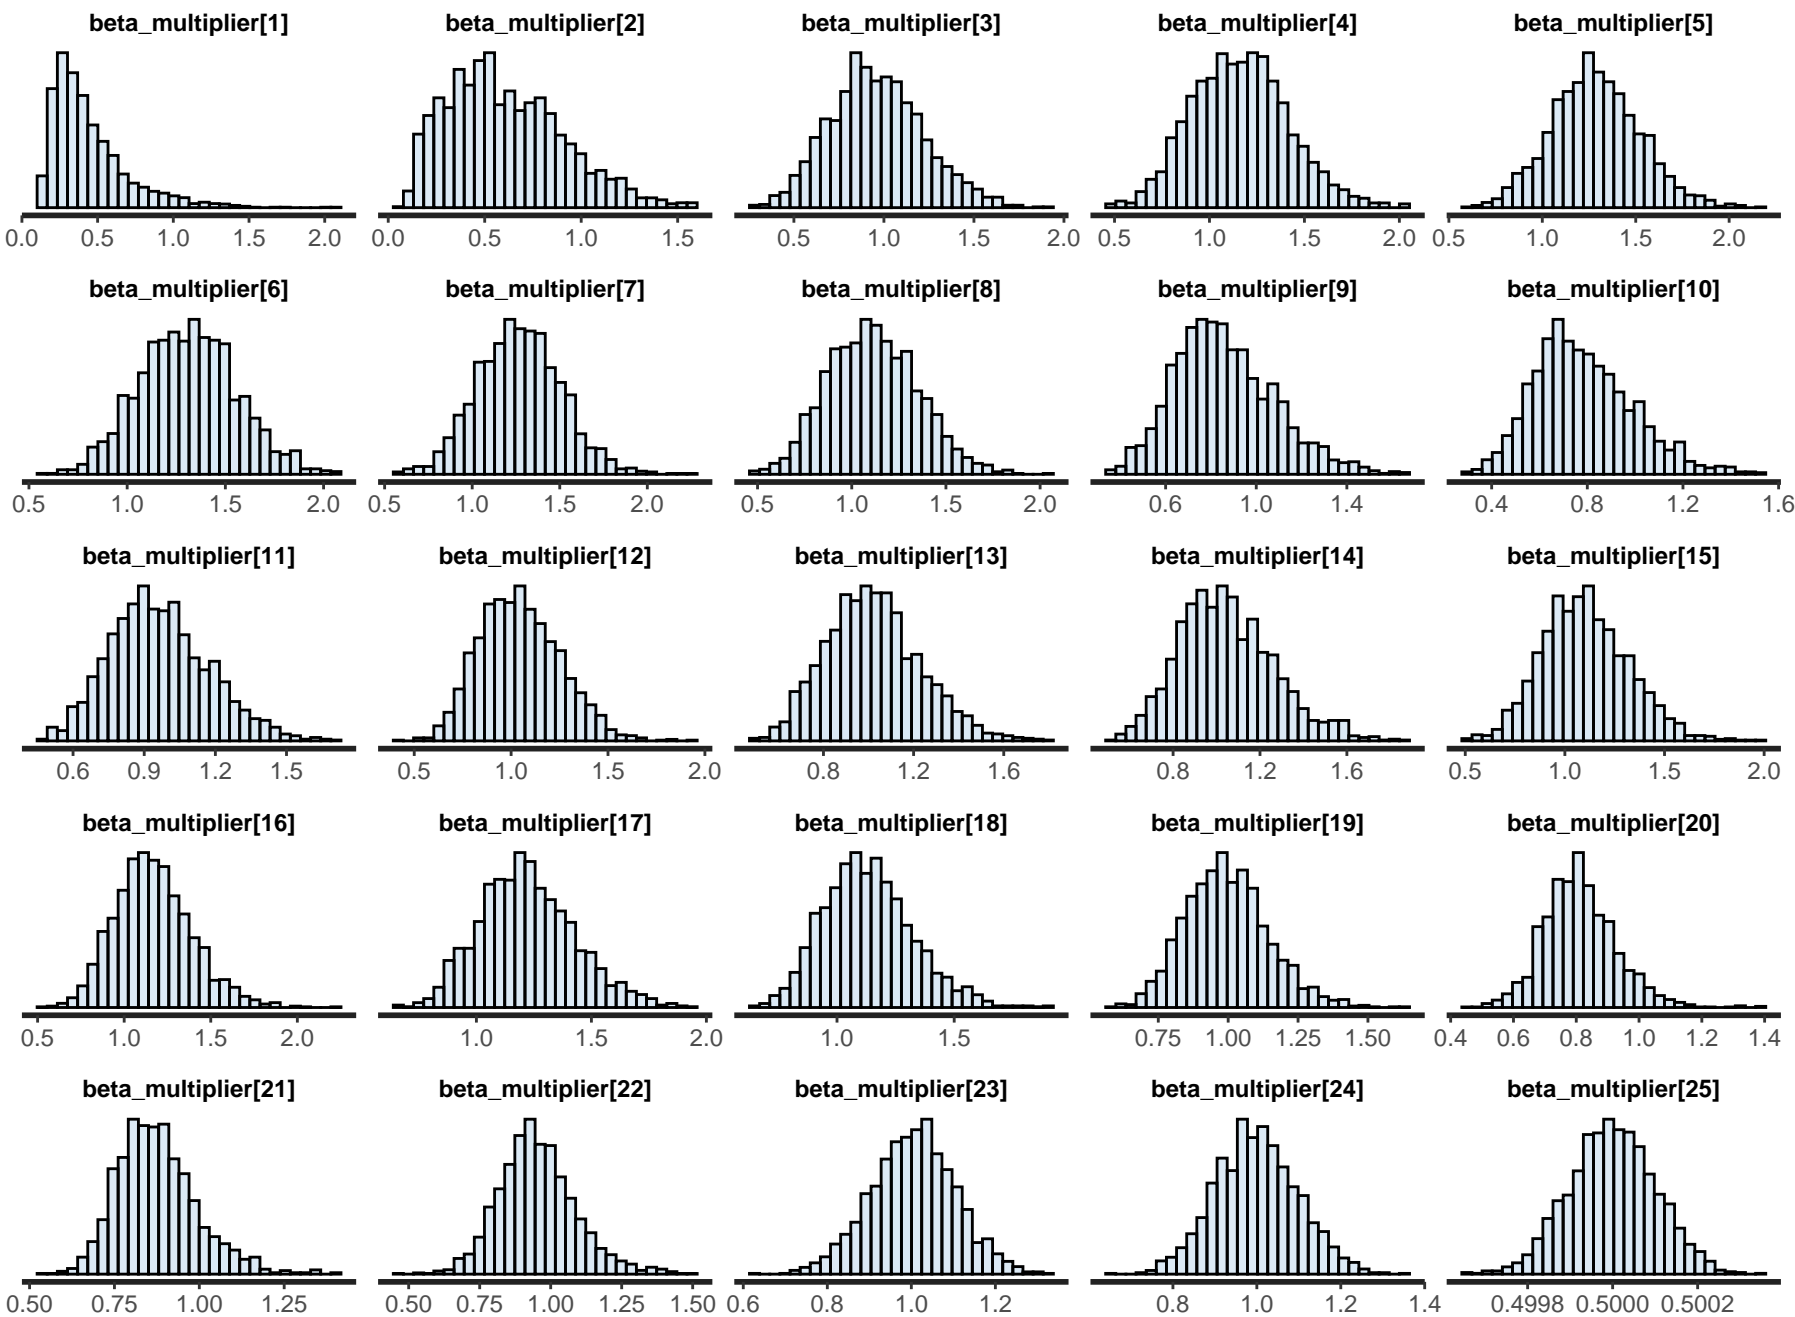 beta_multiplier[1] beta_multiplier[2] beta_multiplier[3] beta_multiplier[4] beta_multiplier[5]
0.0 0.5 1.0 1.5 2.0 0.0 0.5 1.0 1.5 0.5 1.0 1.5 2.0 0.5 1.0 1.5 2.0 0.5 1.0 1.5 2.0
beta_multiplier[6] beta_multiplier[7] beta_multiplier[8] beta_multiplier[9] beta_multiplier[10]
0.5 1.0 1.5 2.0 0.5 1.0 1.5 2.0 0.5 1.0 1.5 2.0 0.6 1.0 1.4 0.4 0.8 1.2 1.6
beta_multiplier[11] beta_multiplier[12] beta_multiplier[13] beta_multiplier[14] beta_multiplier[15]
0.6 0.9 1.2 1.5 0.5 1.0 1.5 2.0 0.8 1.2 1.6 0.8 1.2 1.6 0.5 1.0 1.5 2.0
beta_multiplier[16] beta_multiplier[17] beta_multiplier[18] beta_multiplier[19] beta_multiplier[20]
0.5 1.0 1.5 2.0 1.0 1.5 2.0 1.0 1.5 0.75 1.00 1.25 1.50 0.4 0.6 0.8 1.0 1.2 1.4
beta_multiplier[21] beta_multiplier[22] beta_multiplier[23] beta_multiplier[24] beta_multiplier[25]
0.50 0.75 1.00 1.25 0.50 0.75 1.00 1.25 1.50 0.6 0.8 1.0 1.2 0.8 1.0 1.2 1.4 0.4998 0.5000 0.5002